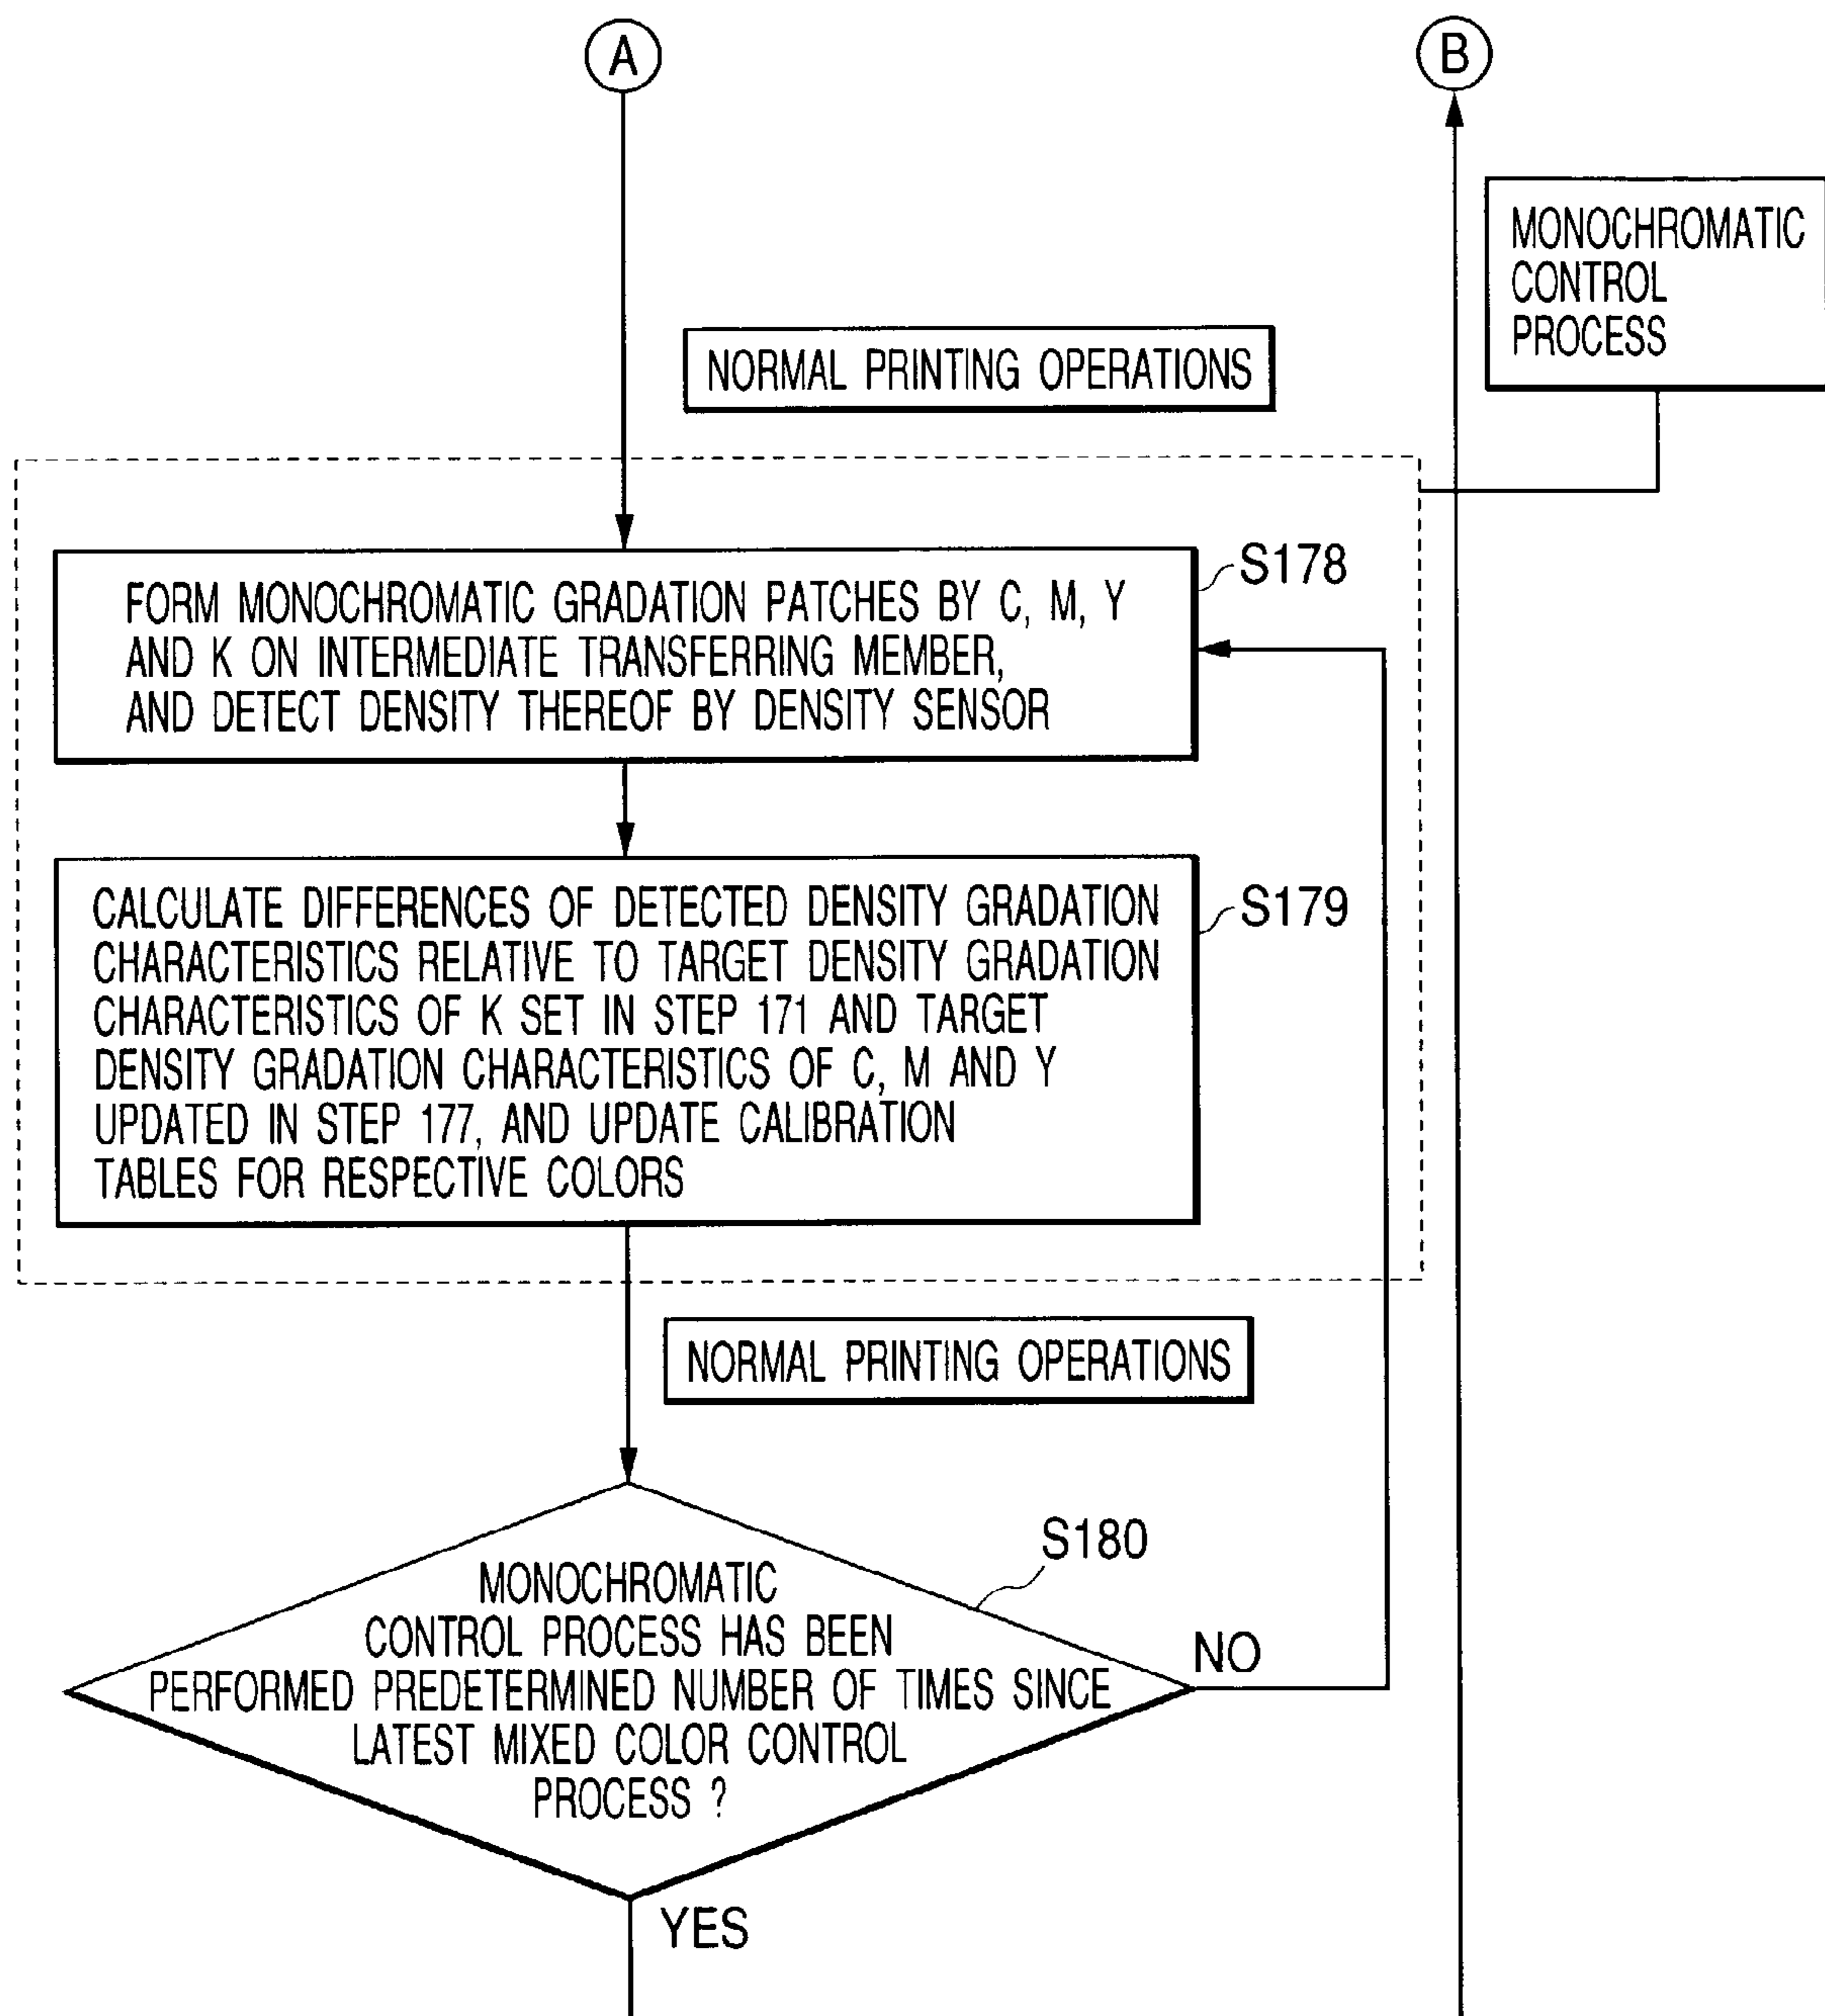 A
B
MONOCHROMATIC
CONTROL
PROCESS
NORMAL PRINTING OPERATIONS
S178
FORM MONOCHROMATIC GRADATION PATCHES BY C, M, Y
AND K ON INTERMEDIATE TRANSFERRING MEMBER,
AND DETECT DENSITY THEREOF BY DENSITY SENSOR
S179
CALCULATE DIFFERENCES OF DETECTED DENSITY GRADATION
CHARACTERISTICS RELATIVE TO TARGET DENSITY GRADATION
CHARACTERISTICS OF K SET IN STEP 171 AND TARGET
DENSITY GRADATION CHARACTERISTICS OF C, M AND Y
UPDATED IN STEP 177, AND UPDATE CALIBRATION
TABLES FOR RESPECTIVE COLORS
NORMAL PRINTING OPERATIONS
S180
MONOCHROMATIC
CONTROL PROCESS HAS BEEN
PERFORMED PREDETERMINED NUMBER OF TIMES SINCE
LATEST MIXED COLOR CONTROL
PROCESS ?
NO
YES